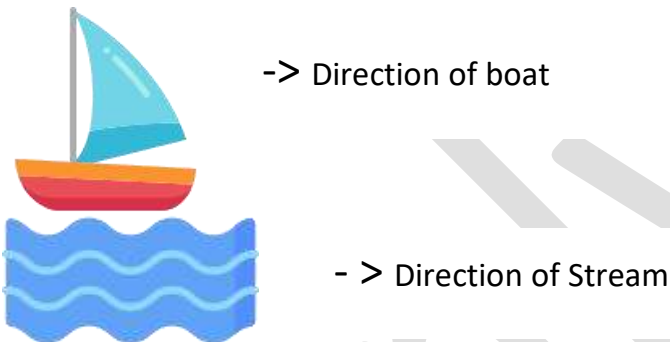 -> Direction of boat
- > Direction of Stream